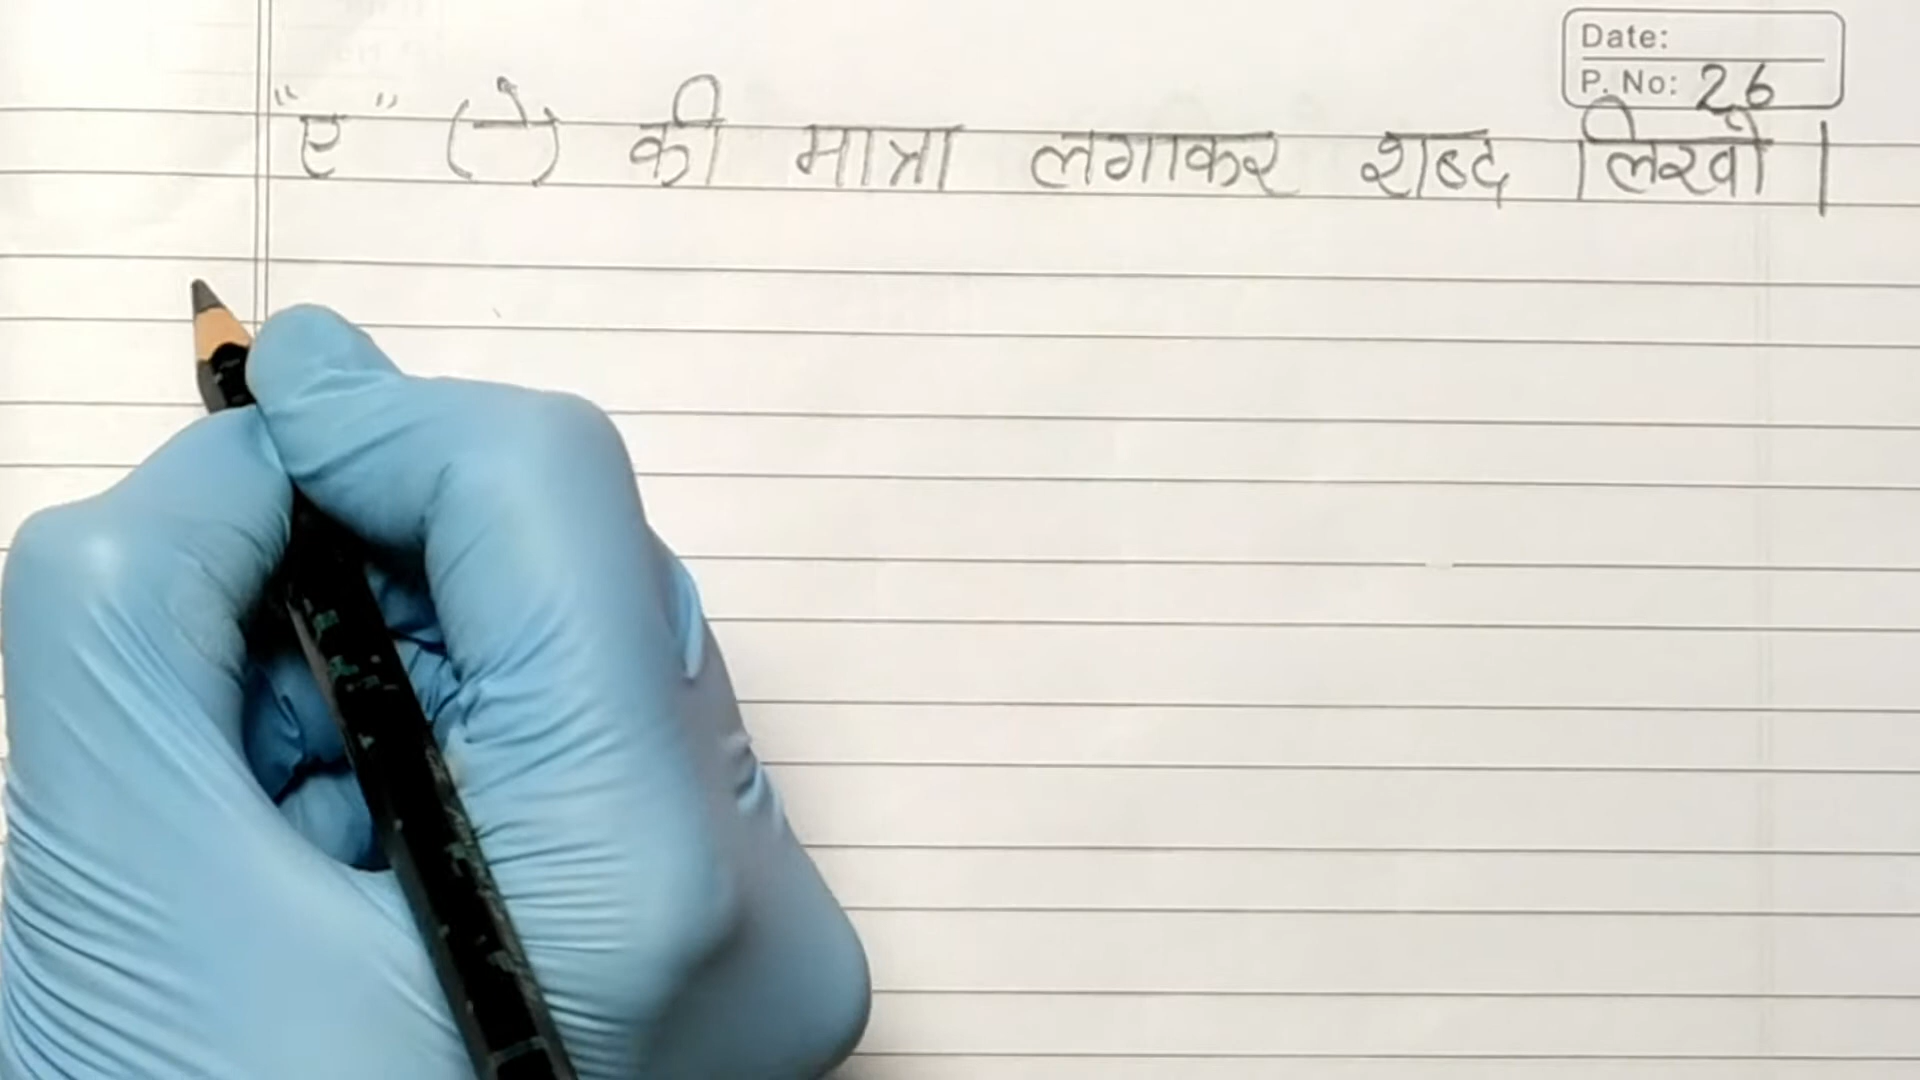 Date:
P. No: 26
"ए" (े) की मात्रा लगाकर शब्द लिखो ।